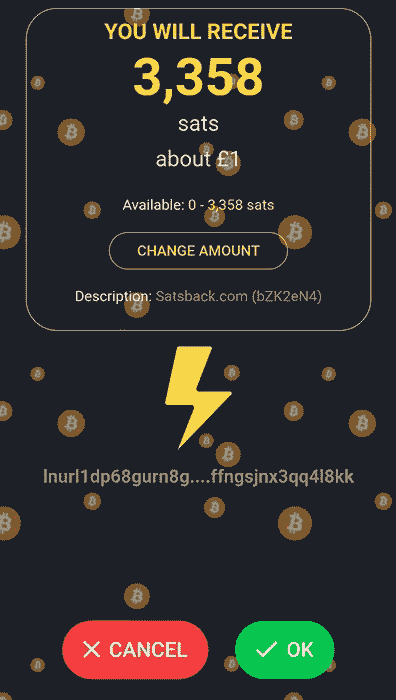 YOU WILL RECEIVE
3,358
sats
about £1
Available: 0 - 3,358 sats
CHANGE AMOUNT
Description: Satsback.com (bZK2eN4)
lnurl1dp68gurn8g....ffngsjnx3qq4l8kk
CANCEL
OK